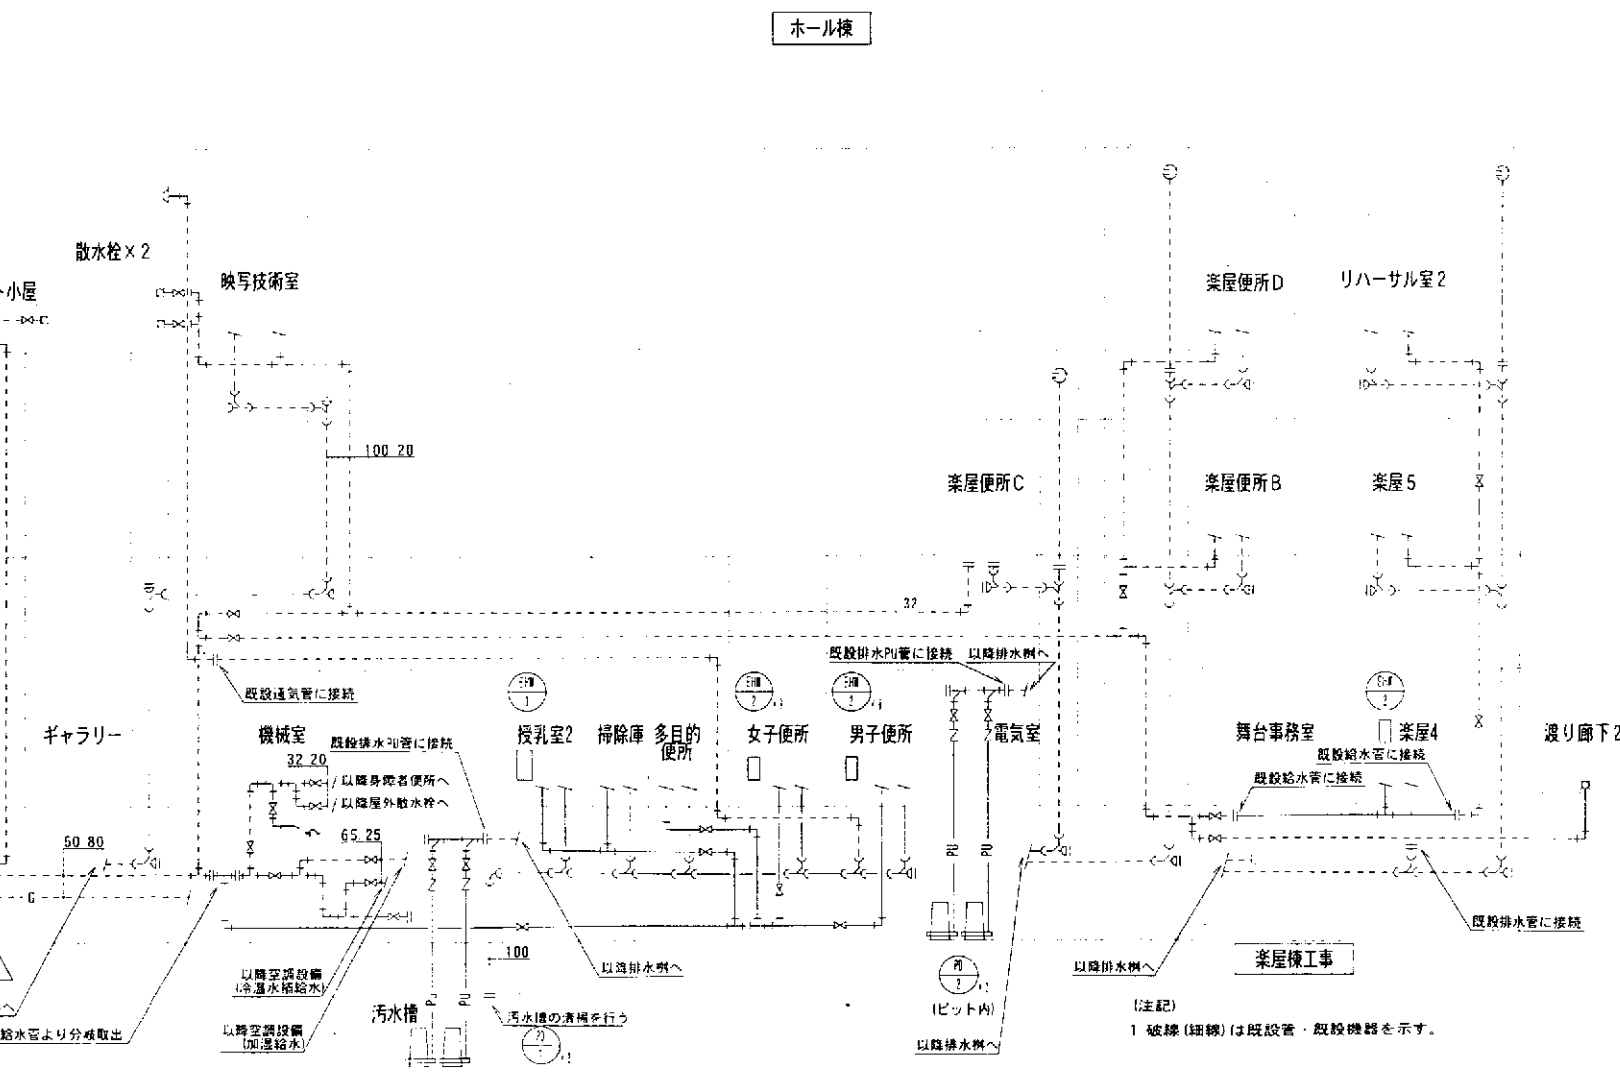 ホール棟
散水栓×2
映写技術室
小屋
楽屋便所D
リハーサル室2
100 20
楽屋便所C
楽屋便所B
楽屋5
32
既設排水PU管に接続
以降排水桝へ
既設通気管に接続
ギャラリー
機械室
既設排水PU管に接続
授乳室2
掃除庫
多目的
便所
女子便所
男子便所
電気室
舞台事務室
楽屋4
渡り廊下2
既設給水管に接続
既設給水管に接続
32 20
以降身障者便所へ
以降屋外散水栓へ
65 25
50 80
G
PU
PU
既設排水管に接続
以降空調設備
(冷温水補給水)
以降排水桝へ
100
以降排水桝へ
楽屋棟工事
PU
PU
汚水槽
汚水槽の清掃を行う
(ピット内)
(注記)
給水管より分岐取出
以降空調設備
(加湿給水)
以降排水桝へ
1 破線(細線)は既設管・既設機器を示す。